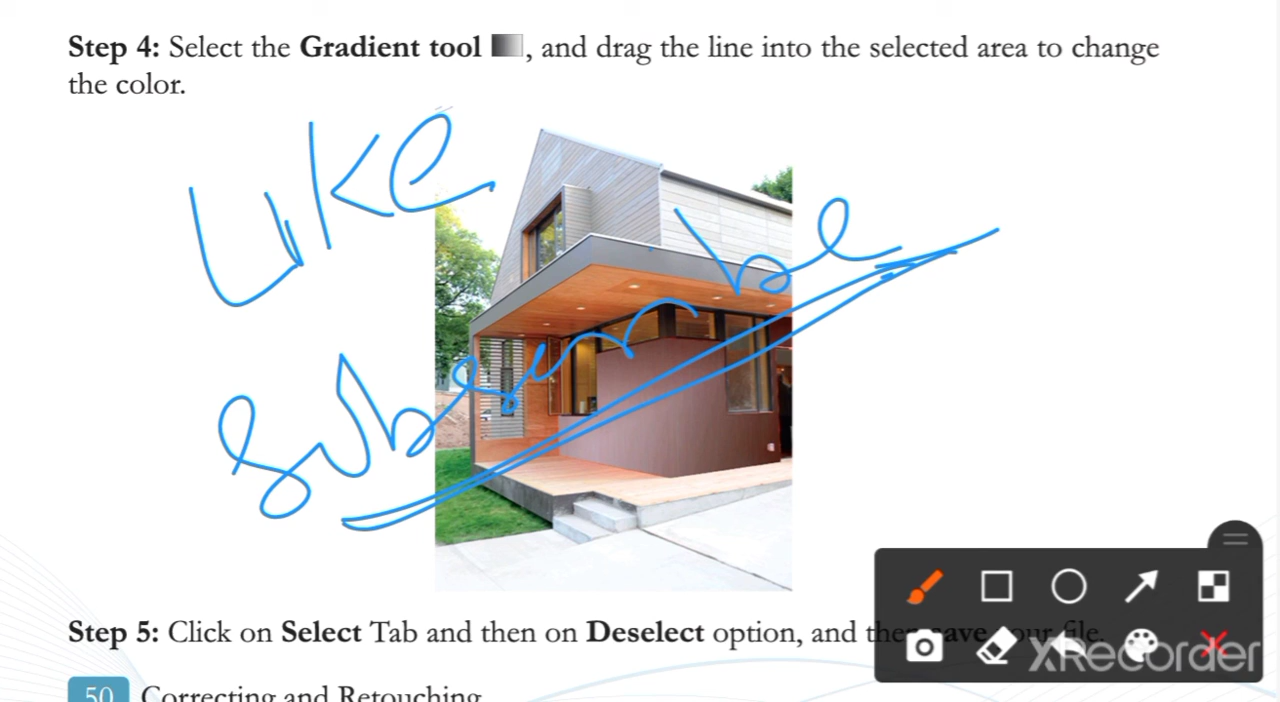 Step 4: Select the Gradient tool , and drag the line into the selected area to change
the color.
Like
Subscribe
Step 5: Click on Select Tab and then on Deselect option, and then save your file.
XRecorder
50 Correcting and Retouching